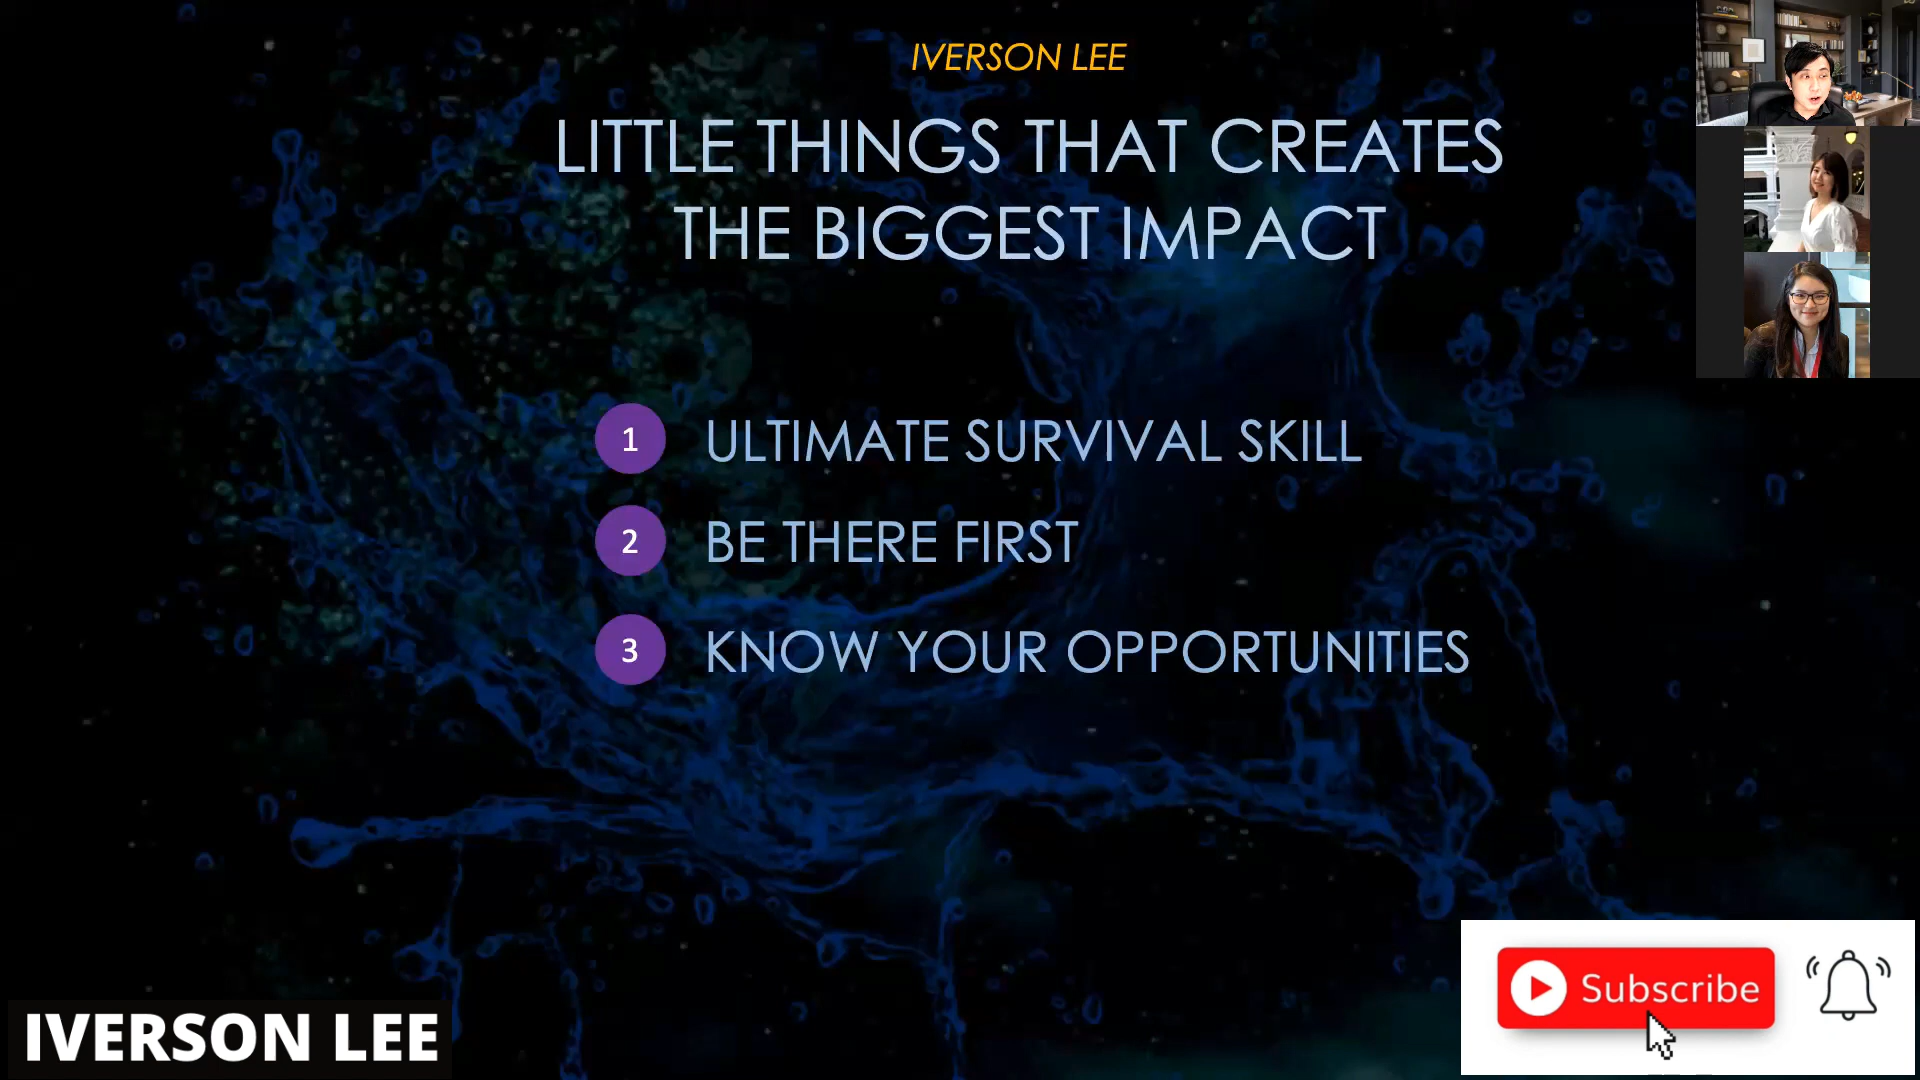 IVERSON LEE
LITTLE THINGS THAT CREATES
THE BIGGEST IMPACT
1 ULTIMATE SURVIVAL SKILL
2 BE THERE FIRST
3 KNOW YOUR OPPORTUNITIES
IVERSON LEE
Subscribe